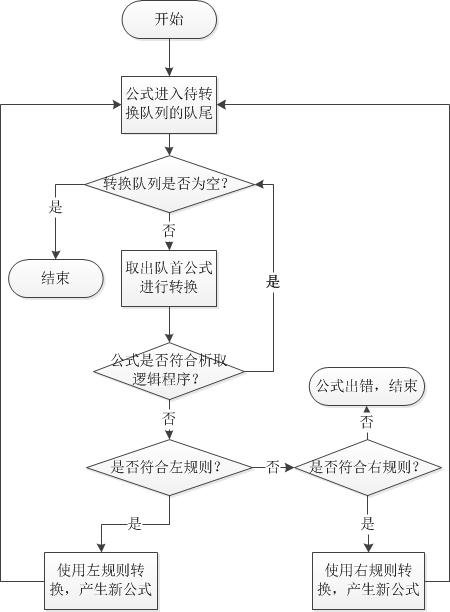 开始
公式进入待转
换队列的队尾
转换队列是否为空？
是
否
结束
取出队首公式
进行转换
是
公式是否符合析取
逻辑程序？
公式出错，结束
否
否
是否符合左规则？
否
是否符合右规则？
是
是
使用左规则转
换，产生新公式
使用右规则转
换，产生新公式